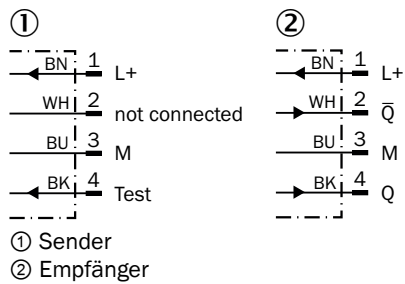 ① ②
BN 1 L+ BN 1 L+
WH 2 not connected WH 2 Q̅
BU 3 M BU 3 M
BK 4 Test BK 4 Q
① Sender
② Empfänger